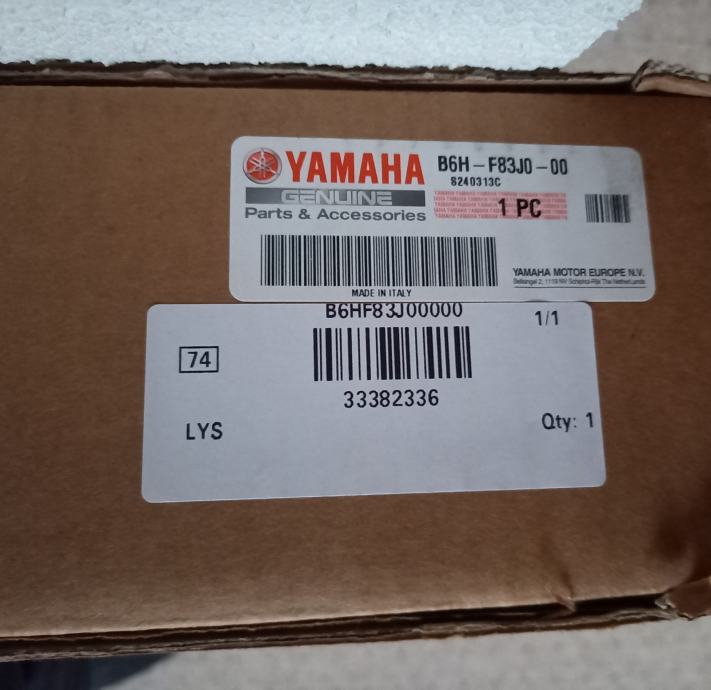 YAMAHA
GENUINE
Parts & Accessories
B6H-F83J0-00
8240313C
1 PC
MADE IN ITALY
YAMAHA MOTOR EUROPE N.V.
B6HF83J00000
1/1
74
33382336
LYS
Qty: 1